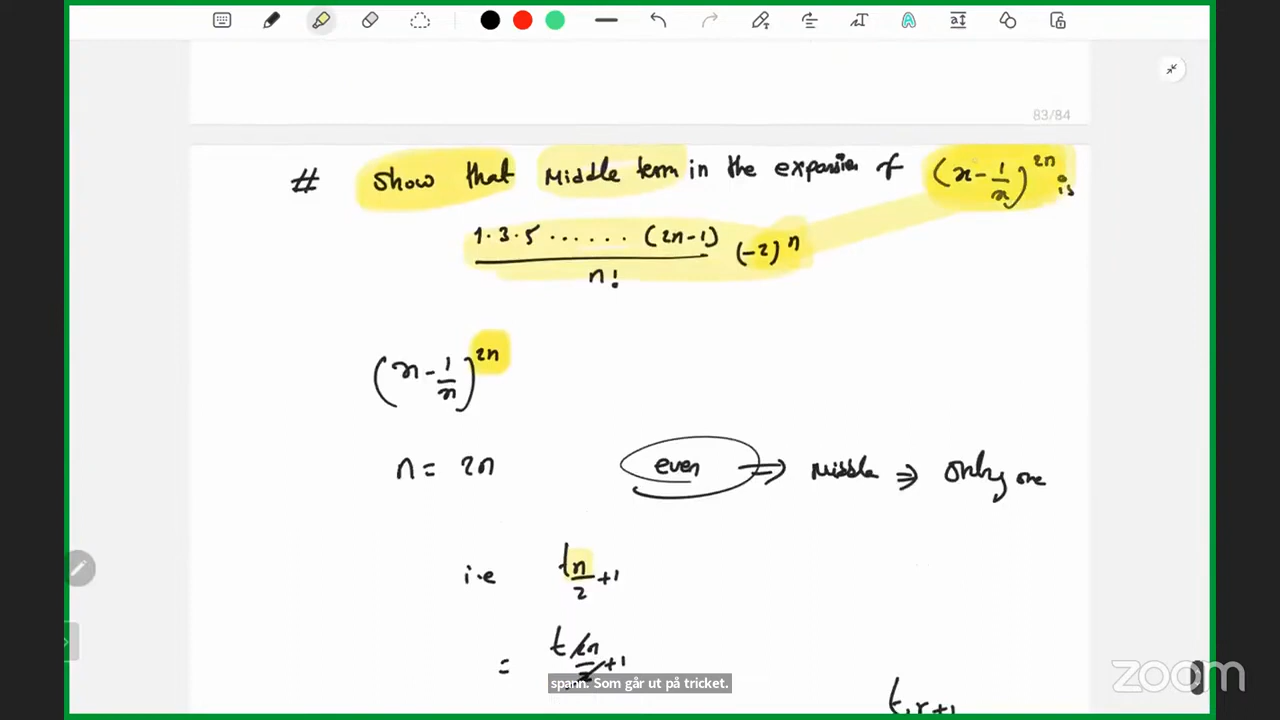 83/84
# Show that Middle term in the expansion of (x - 1/x)^2n is
1·3·5 ...... (2n-1) / n! (-2)^n
(x - 1/x)^2n
n = 2n even ⇒ Middle ⇒ Only one
i.e t n/2 +1
= t 2n/2 +1
spann. Som går ut på tricket.
t r+1
zoom